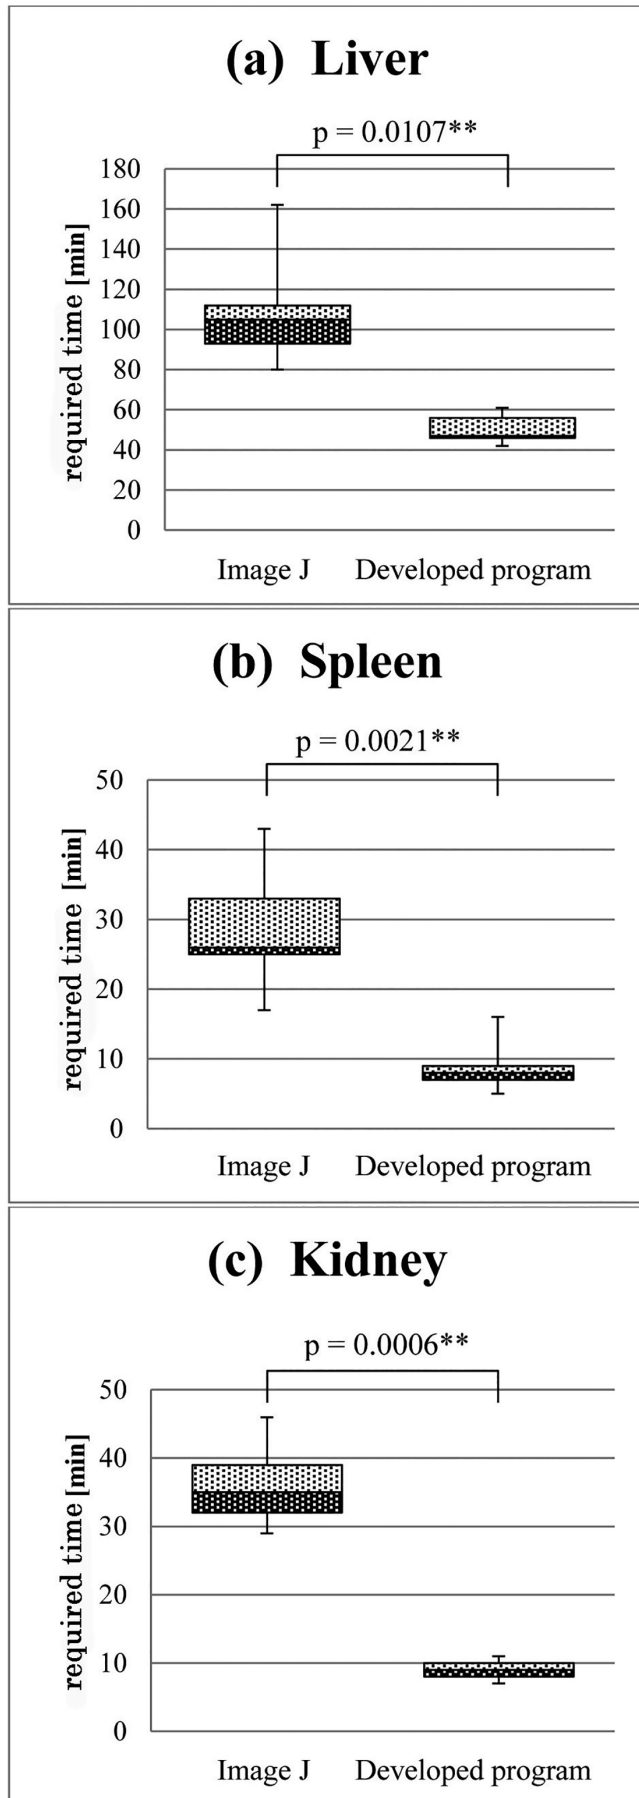 (a) Liver
p = 0.0107**
180
160
140
120
100
80
60
40
20
0
required time [min]
Image J Developed program
(b) Spleen
p = 0.0021**
50
40
30
20
10
0
required time [min]
Image J Developed program
(c) Kidney
p = 0.0006**
50
40
30
20
10
0
required time [min]
Image J Developed program